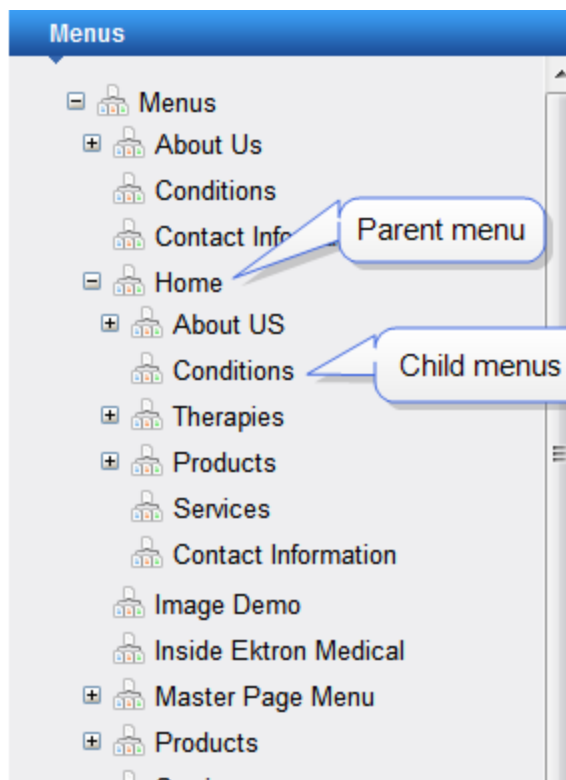 Menus
Menus
About Us
Conditions
Contact Info
Parent menu
Home
About US
Conditions
Child menus
Therapies
Products
Services
Contact Information
Image Demo
Inside Ektron Medical
Master Page Menu
Products